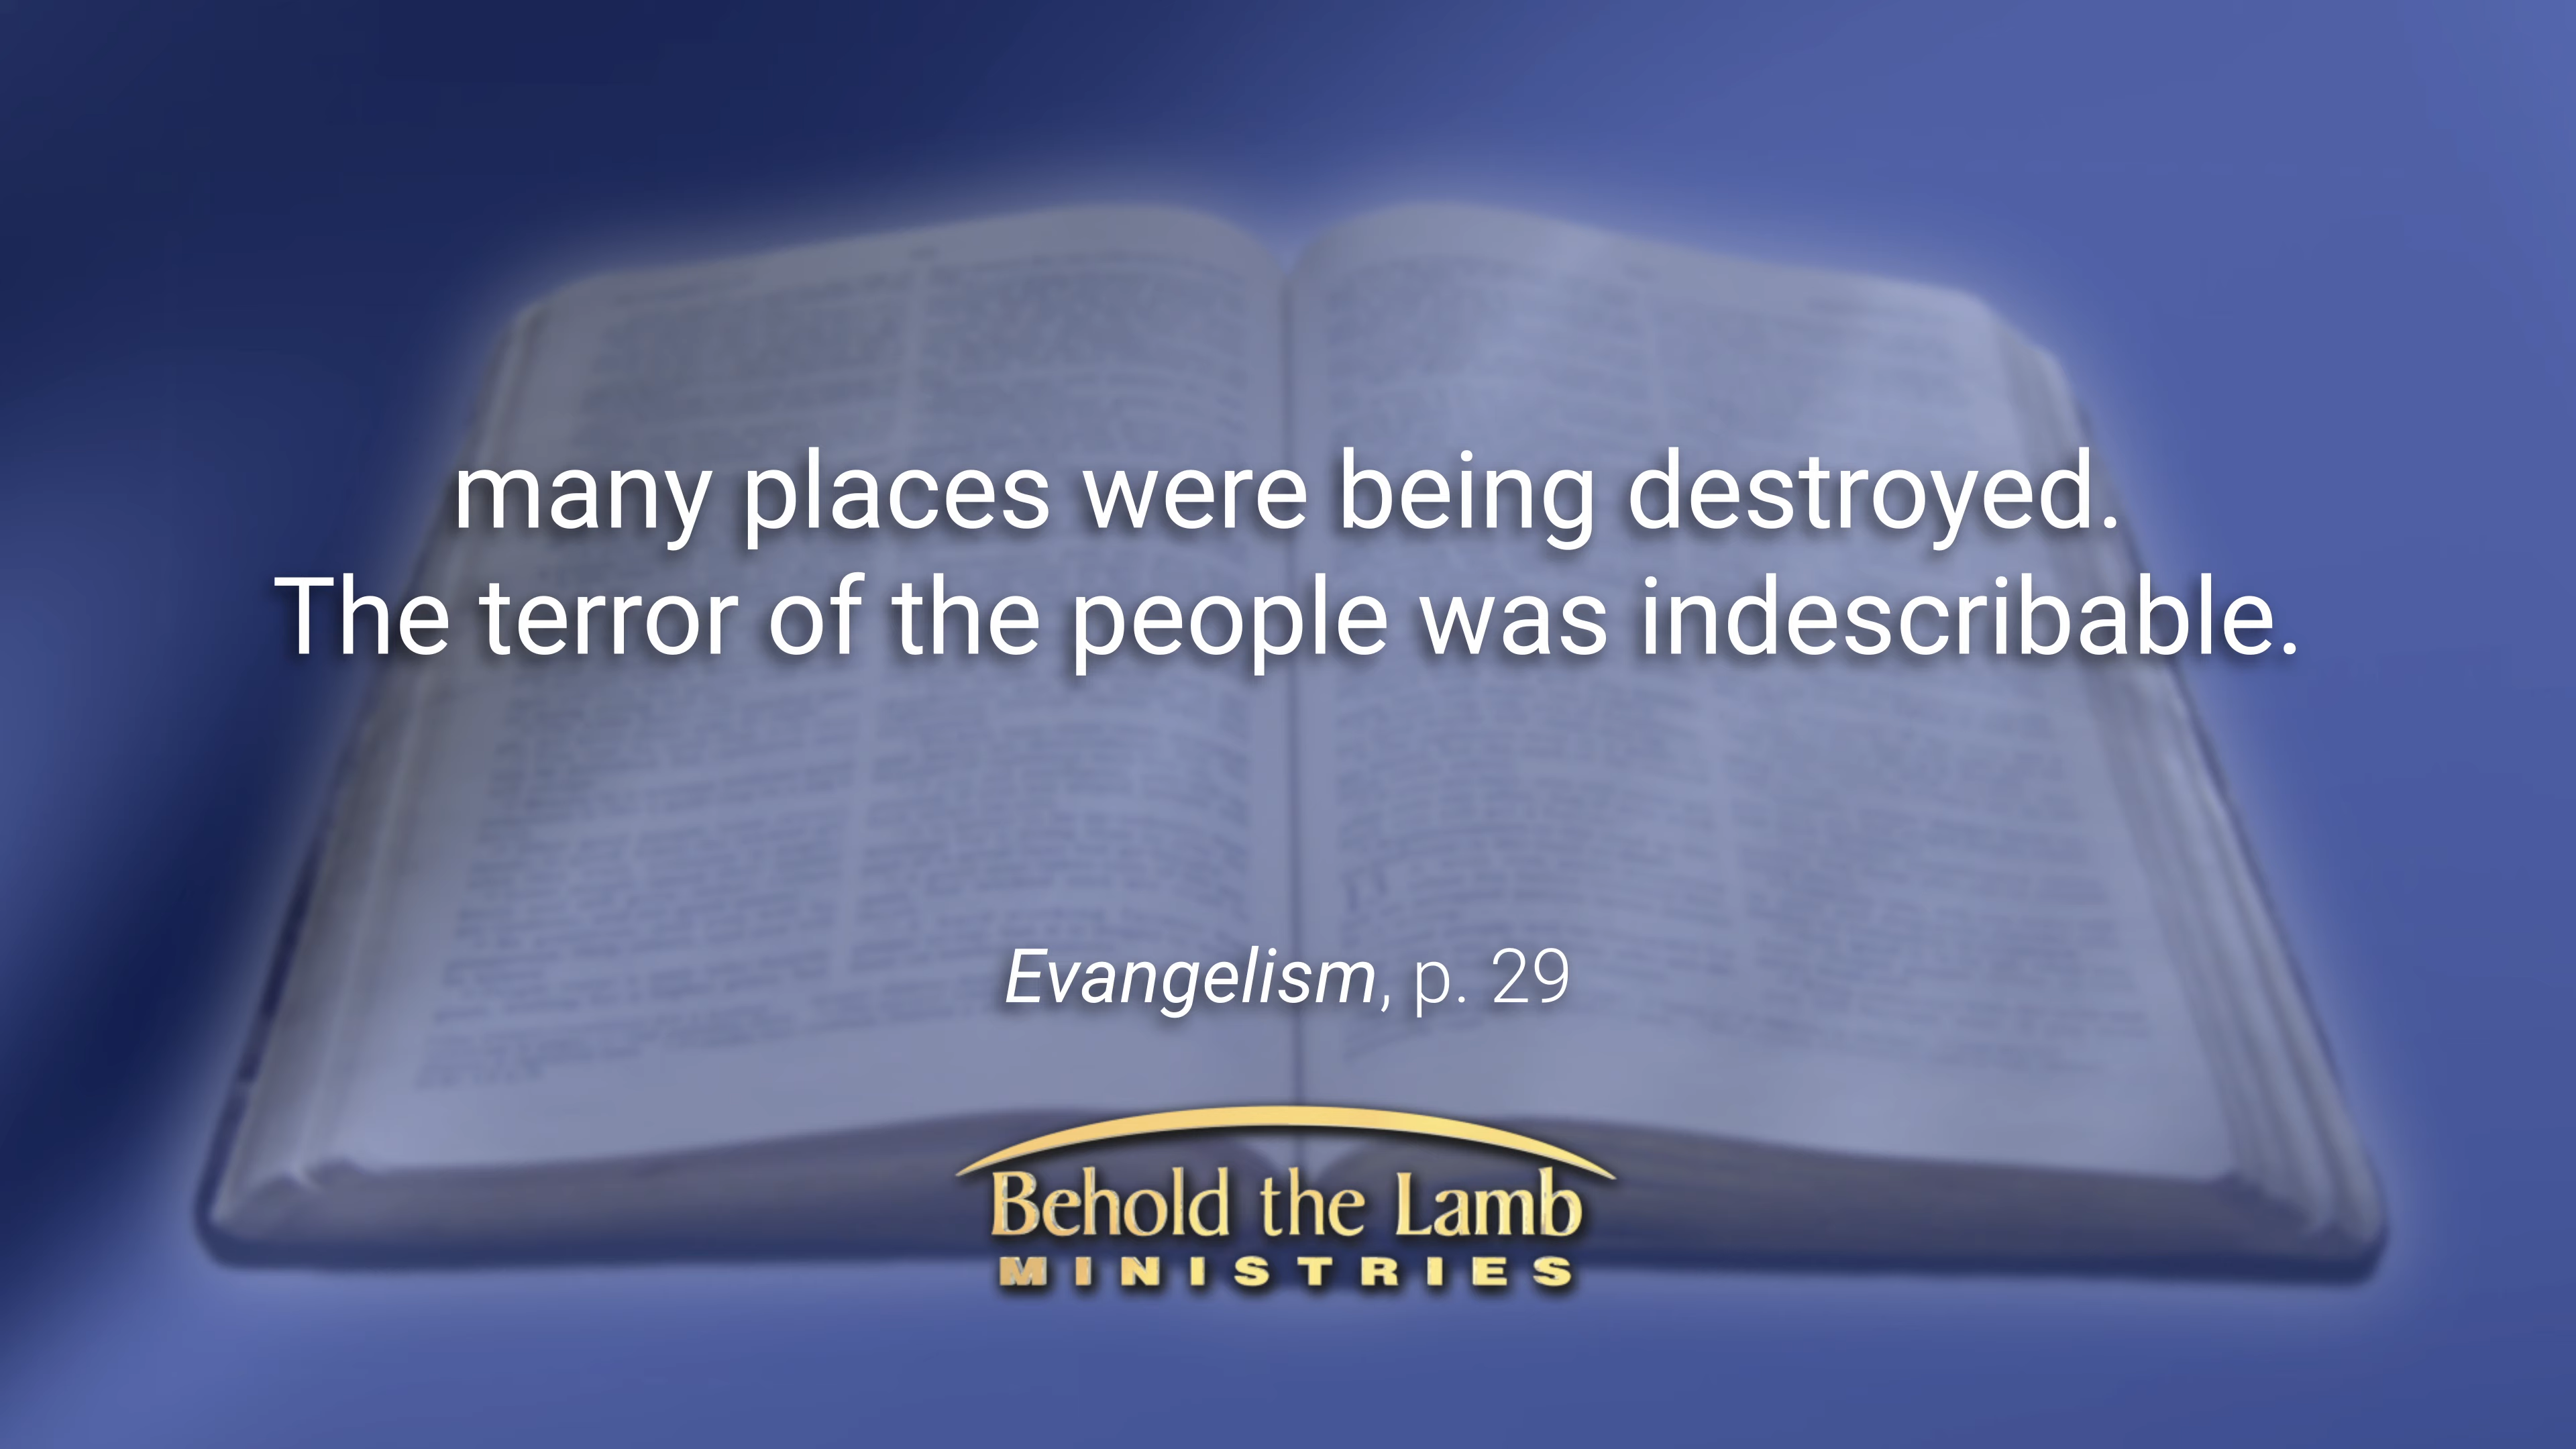 many places were being destroyed.
The terror of the people was indescribable.
Evangelism, p. 29
Behold the Lamb
MINISTRIES